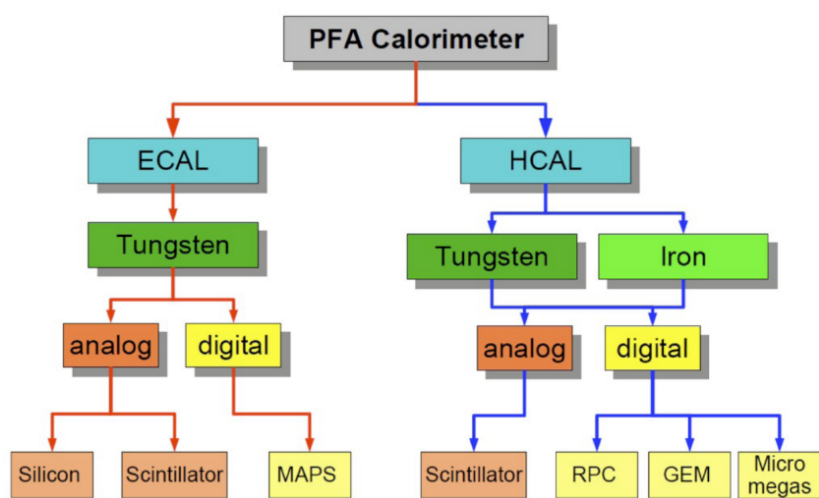 PFA Calorimeter
ECAL
HCAL
Tungsten
Tungsten
Iron
analog
digital
analog
digital
Silicon
Scintillator
MAPS
Scintillator
RPC
GEM
Micro
megas